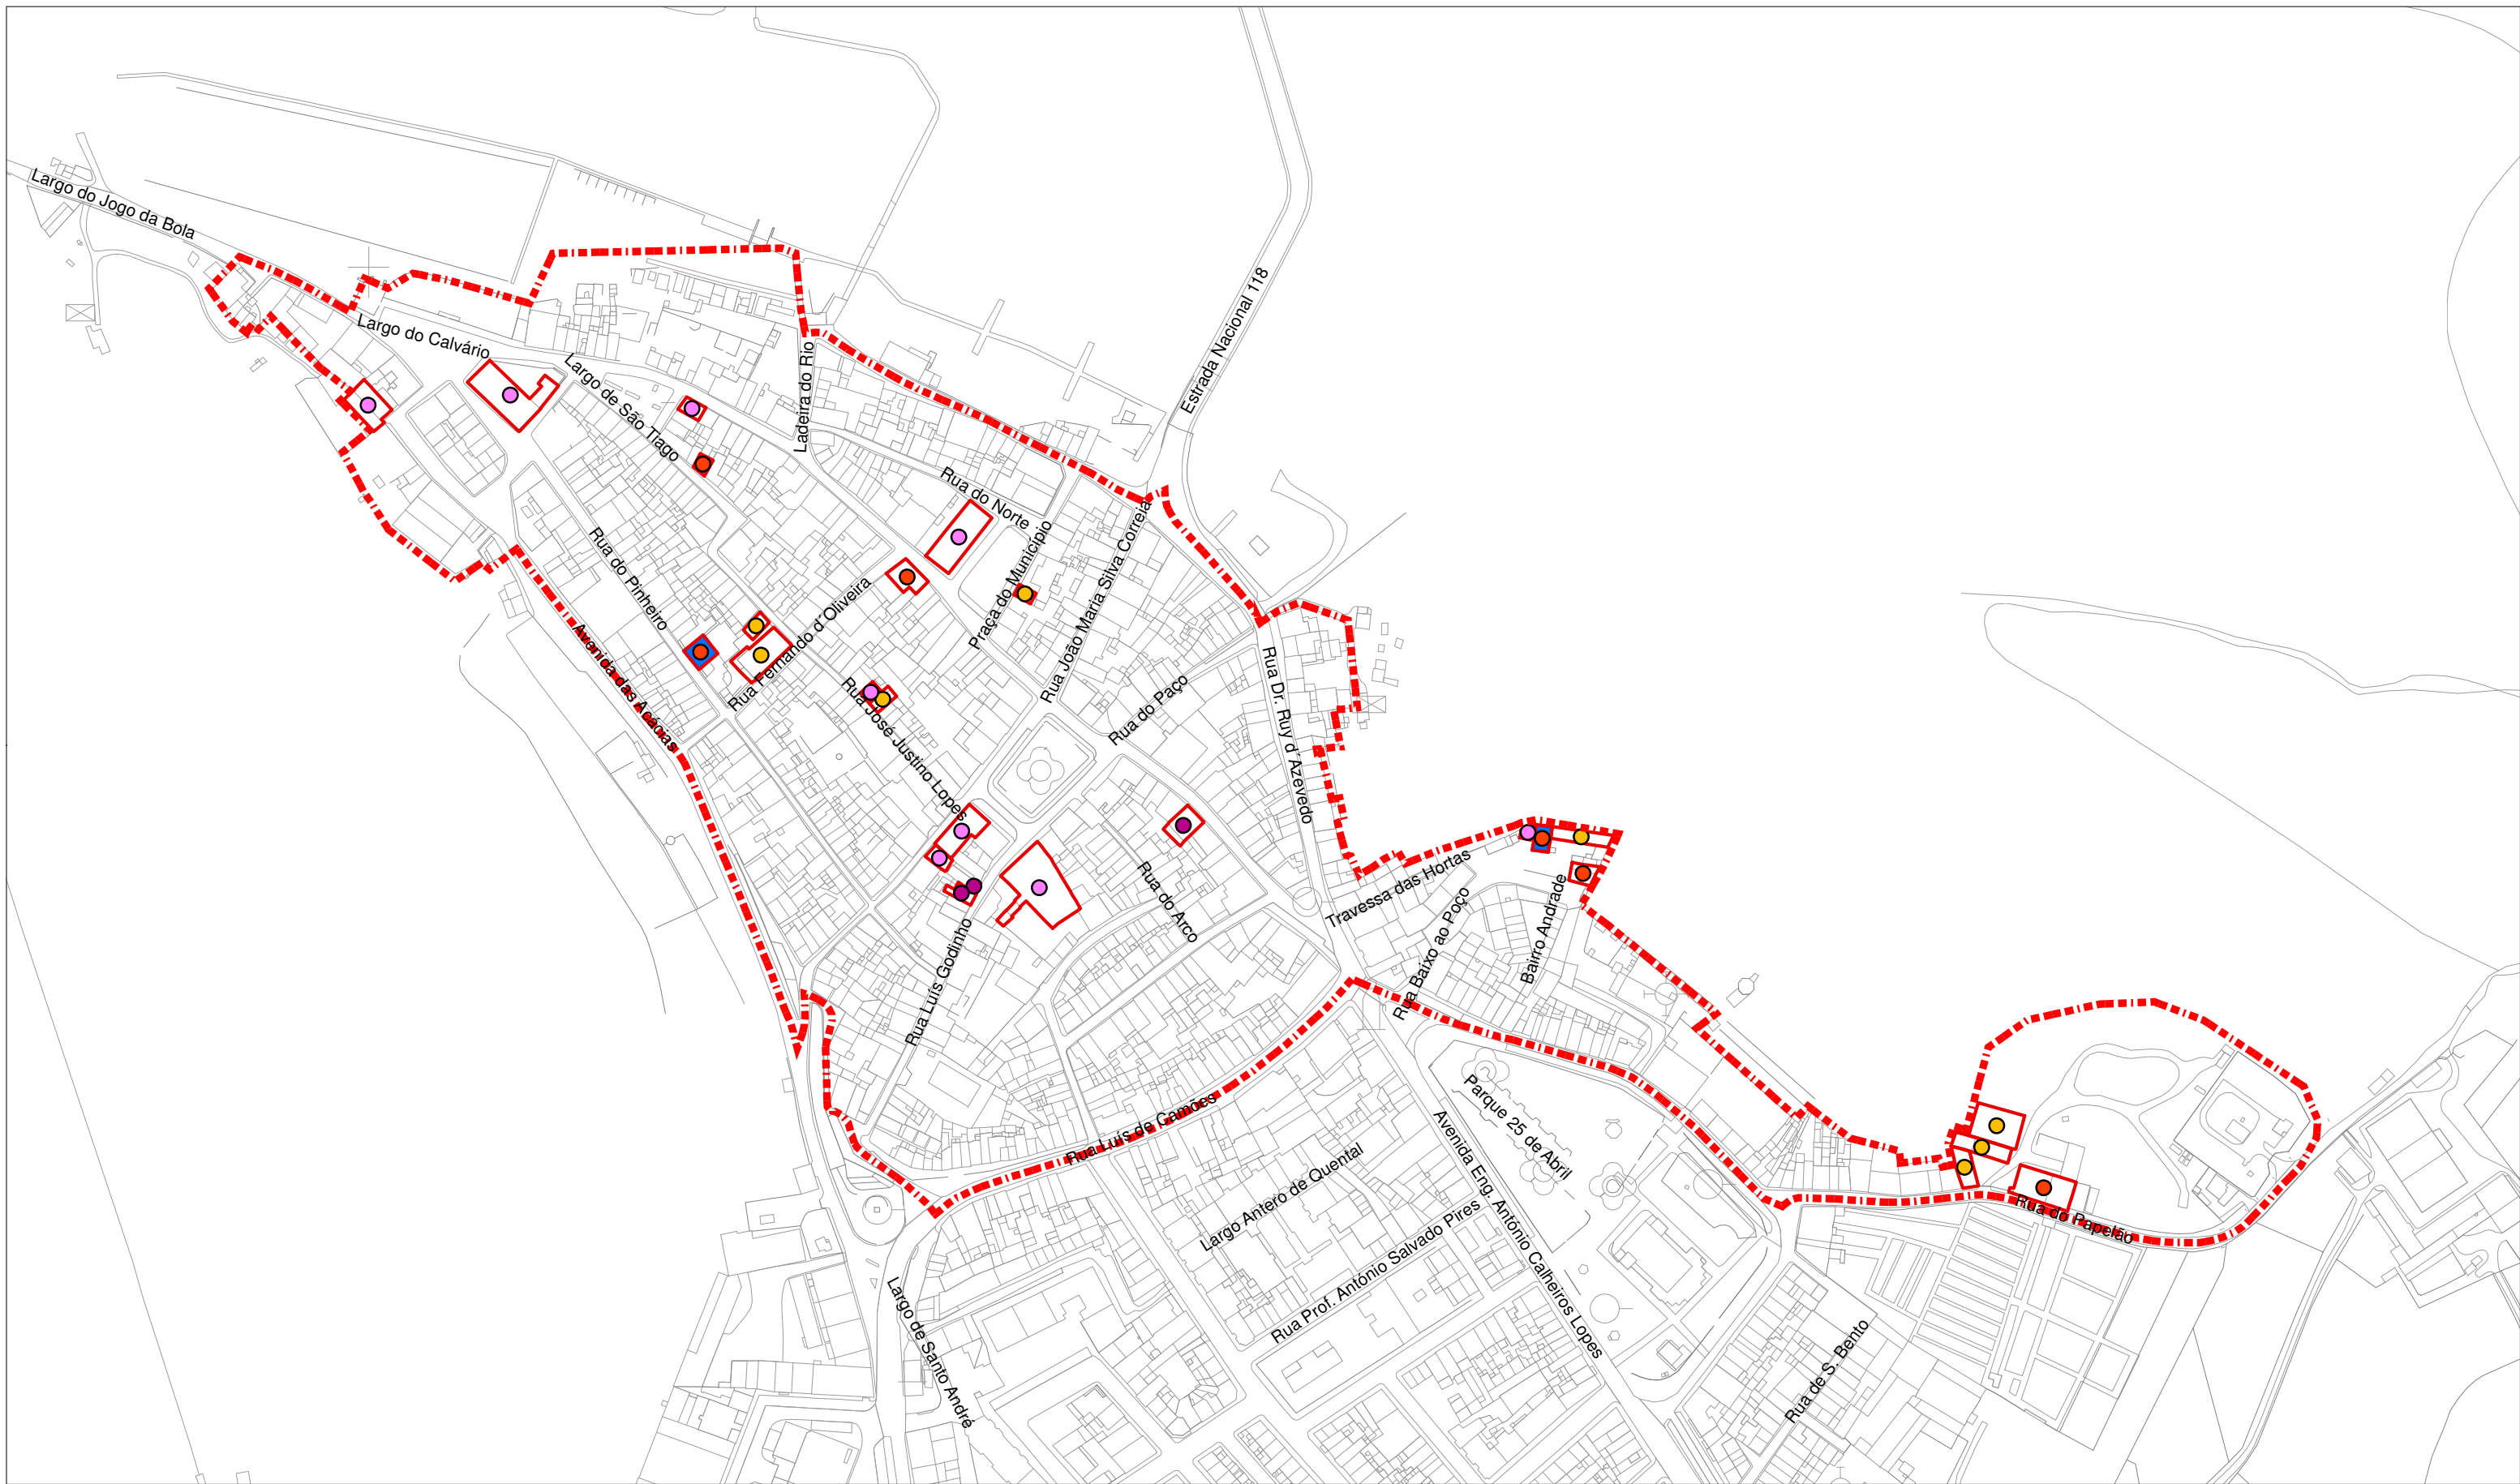 Largo do Jogo da Bola
Largo do Calvário
Largo de São Tiago
Ladeira do Rio
Estrada Nacional 118
Rua do Norte
Praça do Município
Rua João Maria Silva Correia
Rua do Pinheiro
Rua Fernando d´Oliveira
Avenida das Acácias
Rua José Justino Lopes
Rua do Paço
Rua Dr. Ruy d´Azevedo
Rua do Arco
Travessa das Hortas
Rua Baixo ao Poço
Bairro Andrade
Rua Luís Godinho
Rua Luís de Camões
Parque 25 de Abril
Avenida Eng. António Calheiros Lopes
Largo Antero de Quental
Rua Prof. António Salvado Pires
Rua do Papelão
Largo de Santo André
Rua de S. Bento